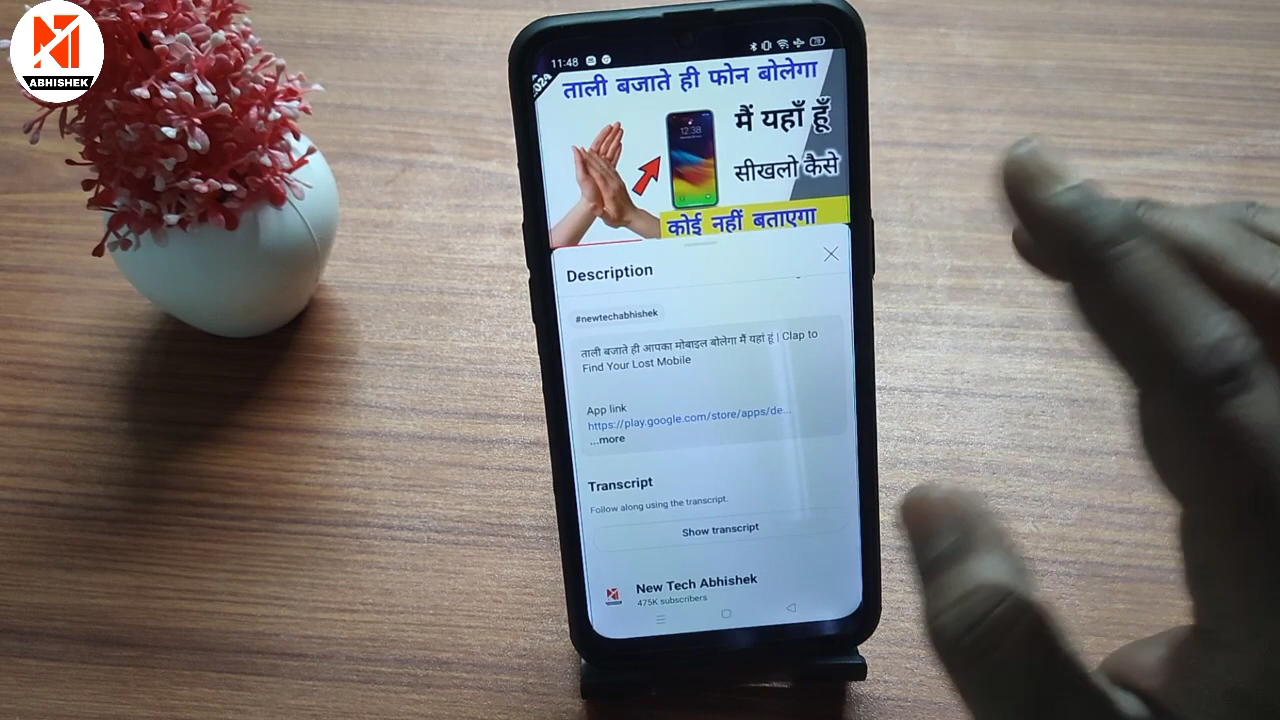 ABHISHEK
11:48
78
2024
ताली बजाते ही फोन बोलेगा
मैं यहाँ हूँ
12:38
सीखलो कैसे
कोई नहीं बताएगा
Description
#newtechabhishek
ताली बजाते ही आपका मोबाइल बोलेगा मैं यहां हूं | Clap to
Find Your Lost Mobile
App link
https://play.google.com/store/apps/de...
...more
Transcript
Follow along using the transcript.
Show transcript
New Tech Abhishek
475K subscribers